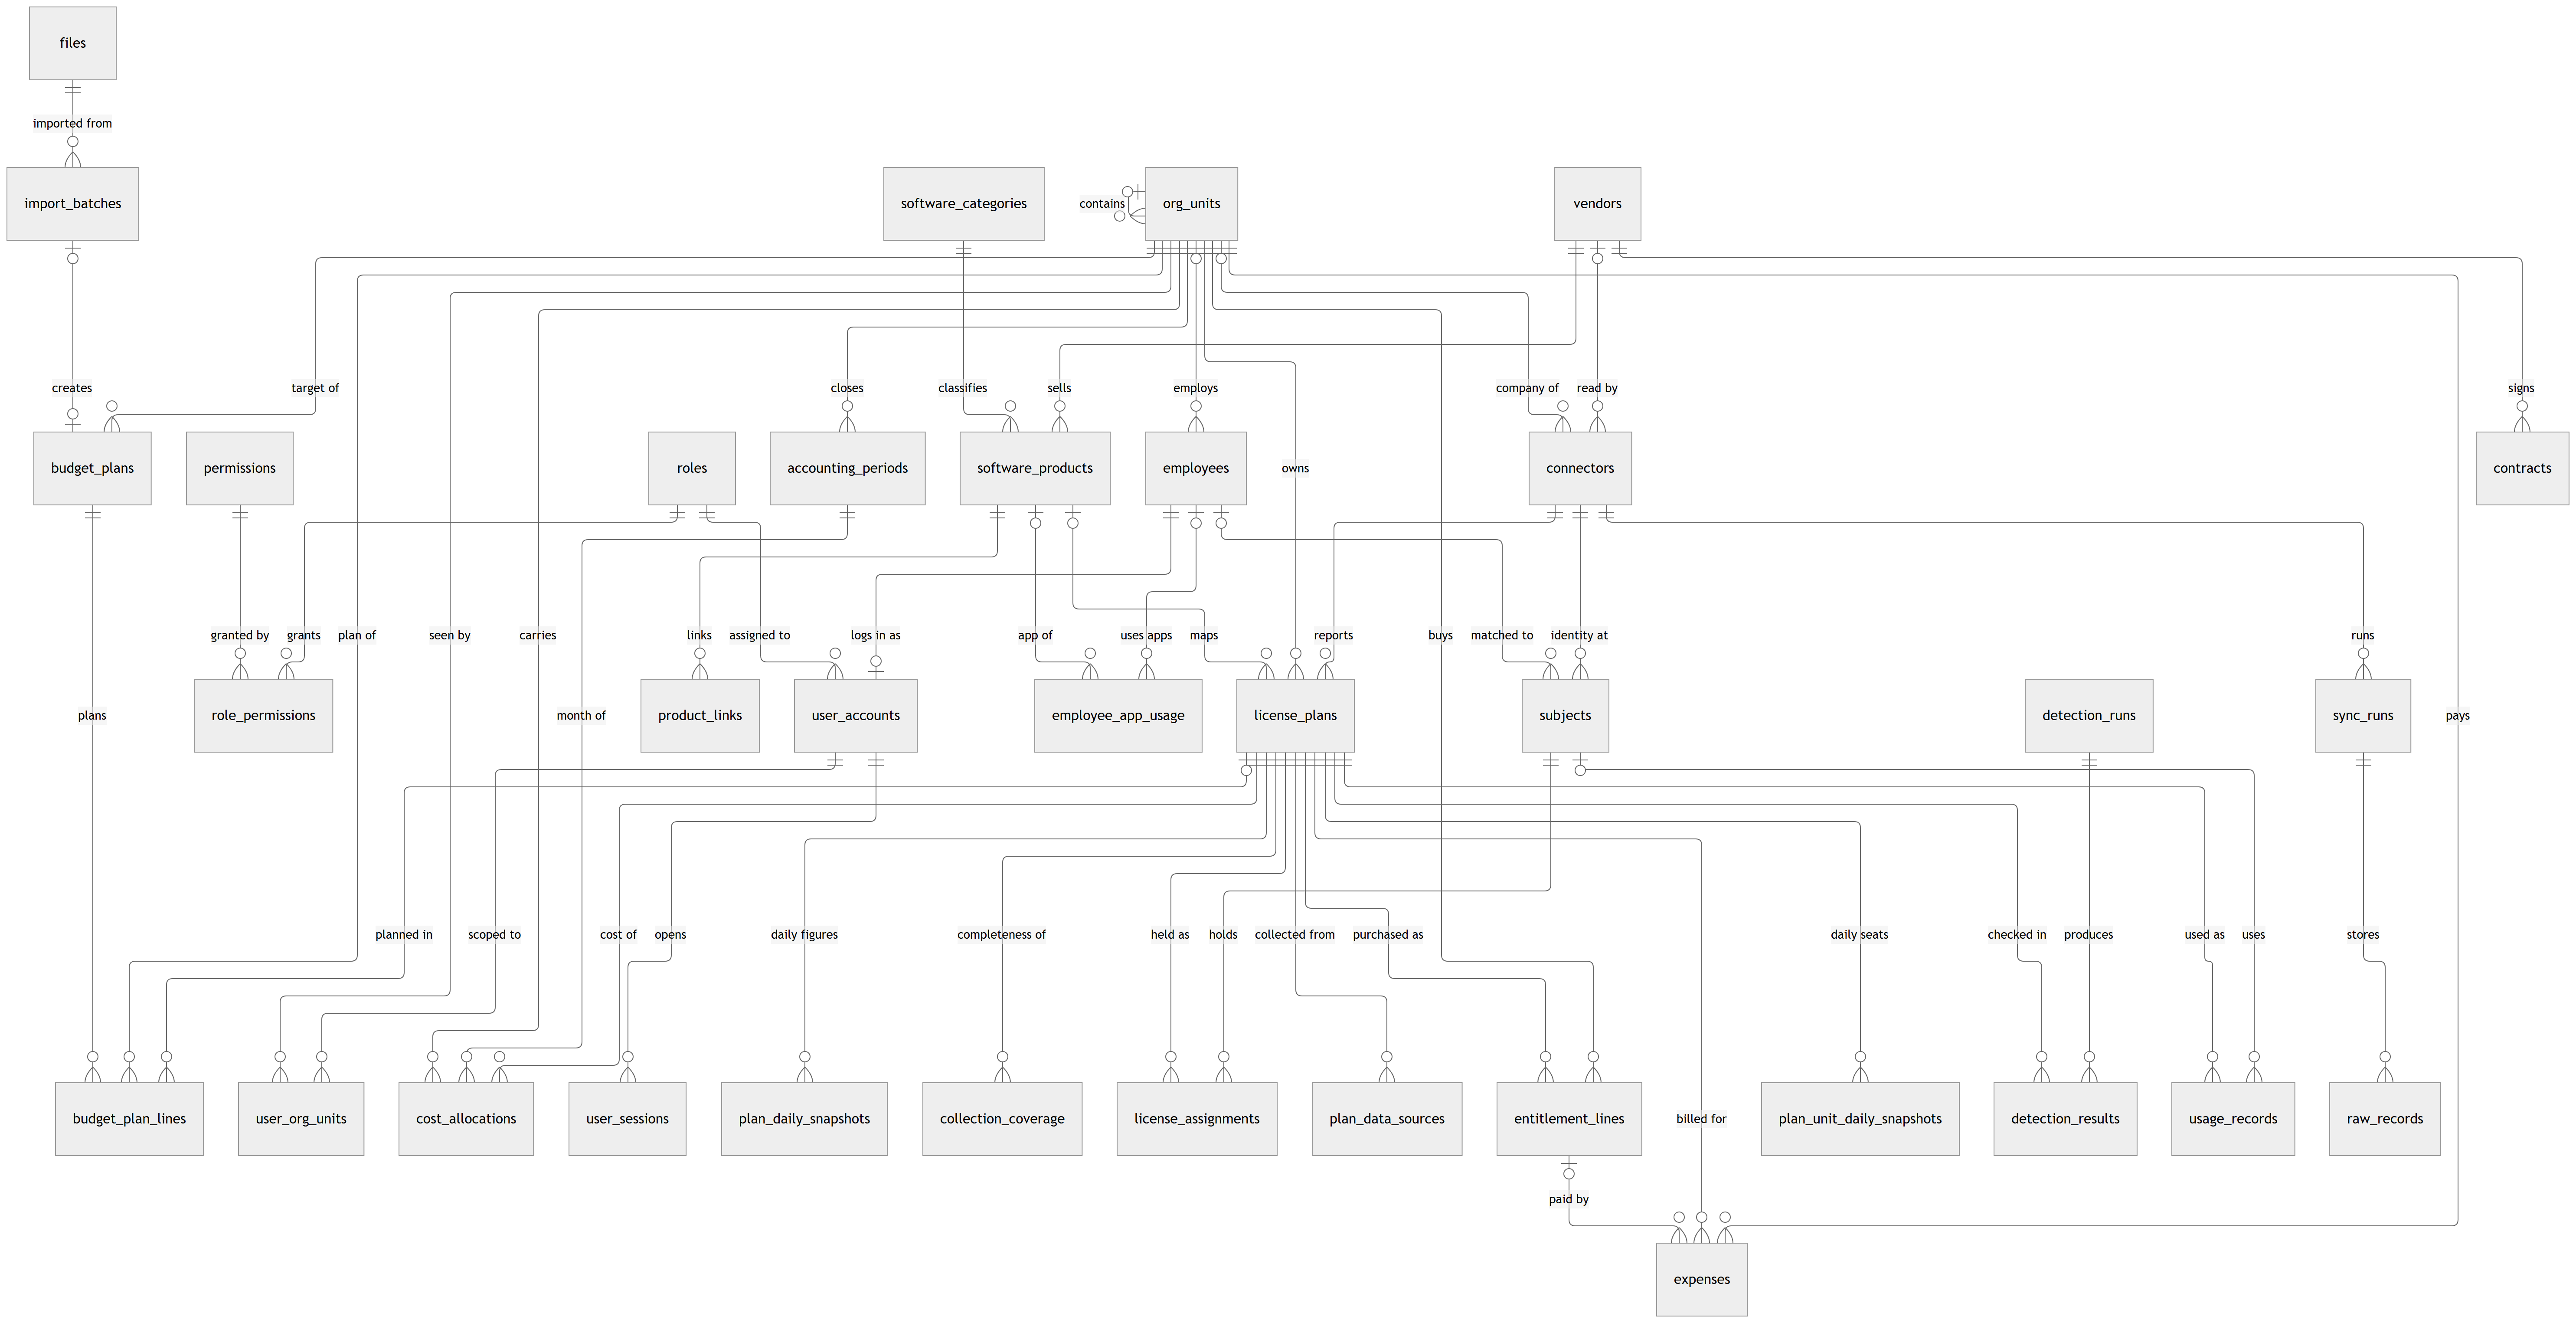 files
imported from
import_batches
software_categories
contains
org_units
vendors
creates
target of
closes
classifies
sells
employs
company of
read by
signs
budget_plans
permissions
roles
accounting_periods
software_products
employees
owns
connectors
contracts
granted by
grants
plan of
seen by
carries
links
assigned to
logs in as
app of
uses apps
maps
reports
buys
matched to
identity at
runs
plans
role_permissions
month of
product_links
user_accounts
employee_app_usage
license_plans
subjects
detection_runs
sync_runs
pays
planned in
scoped to
cost of
opens
daily figures
completeness of
held as
holds
collected from
purchased as
daily seats
checked in
produces
used as
uses
stores
budget_plan_lines
user_org_units
cost_allocations
user_sessions
plan_daily_snapshots
collection_coverage
license_assignments
plan_data_sources
entitlement_lines
billed for
plan_unit_daily_snapshots
detection_results
usage_records
raw_records
paid by
expenses